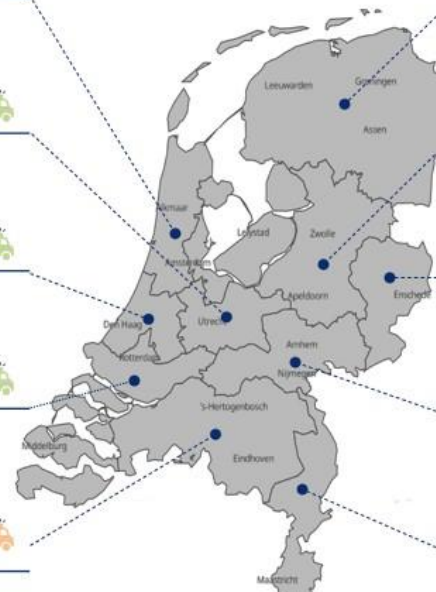 Leeuwarden
Groningen
Assen
Alkmaar
Lelystad
Zwolle
Amsterdam
Apeldoorn
Enschede
Den Haag
Utrecht
Rotterdam
Arnhem
Nijmegen
's-Hertogenbosch
Middelburg
Eindhoven
Maastricht